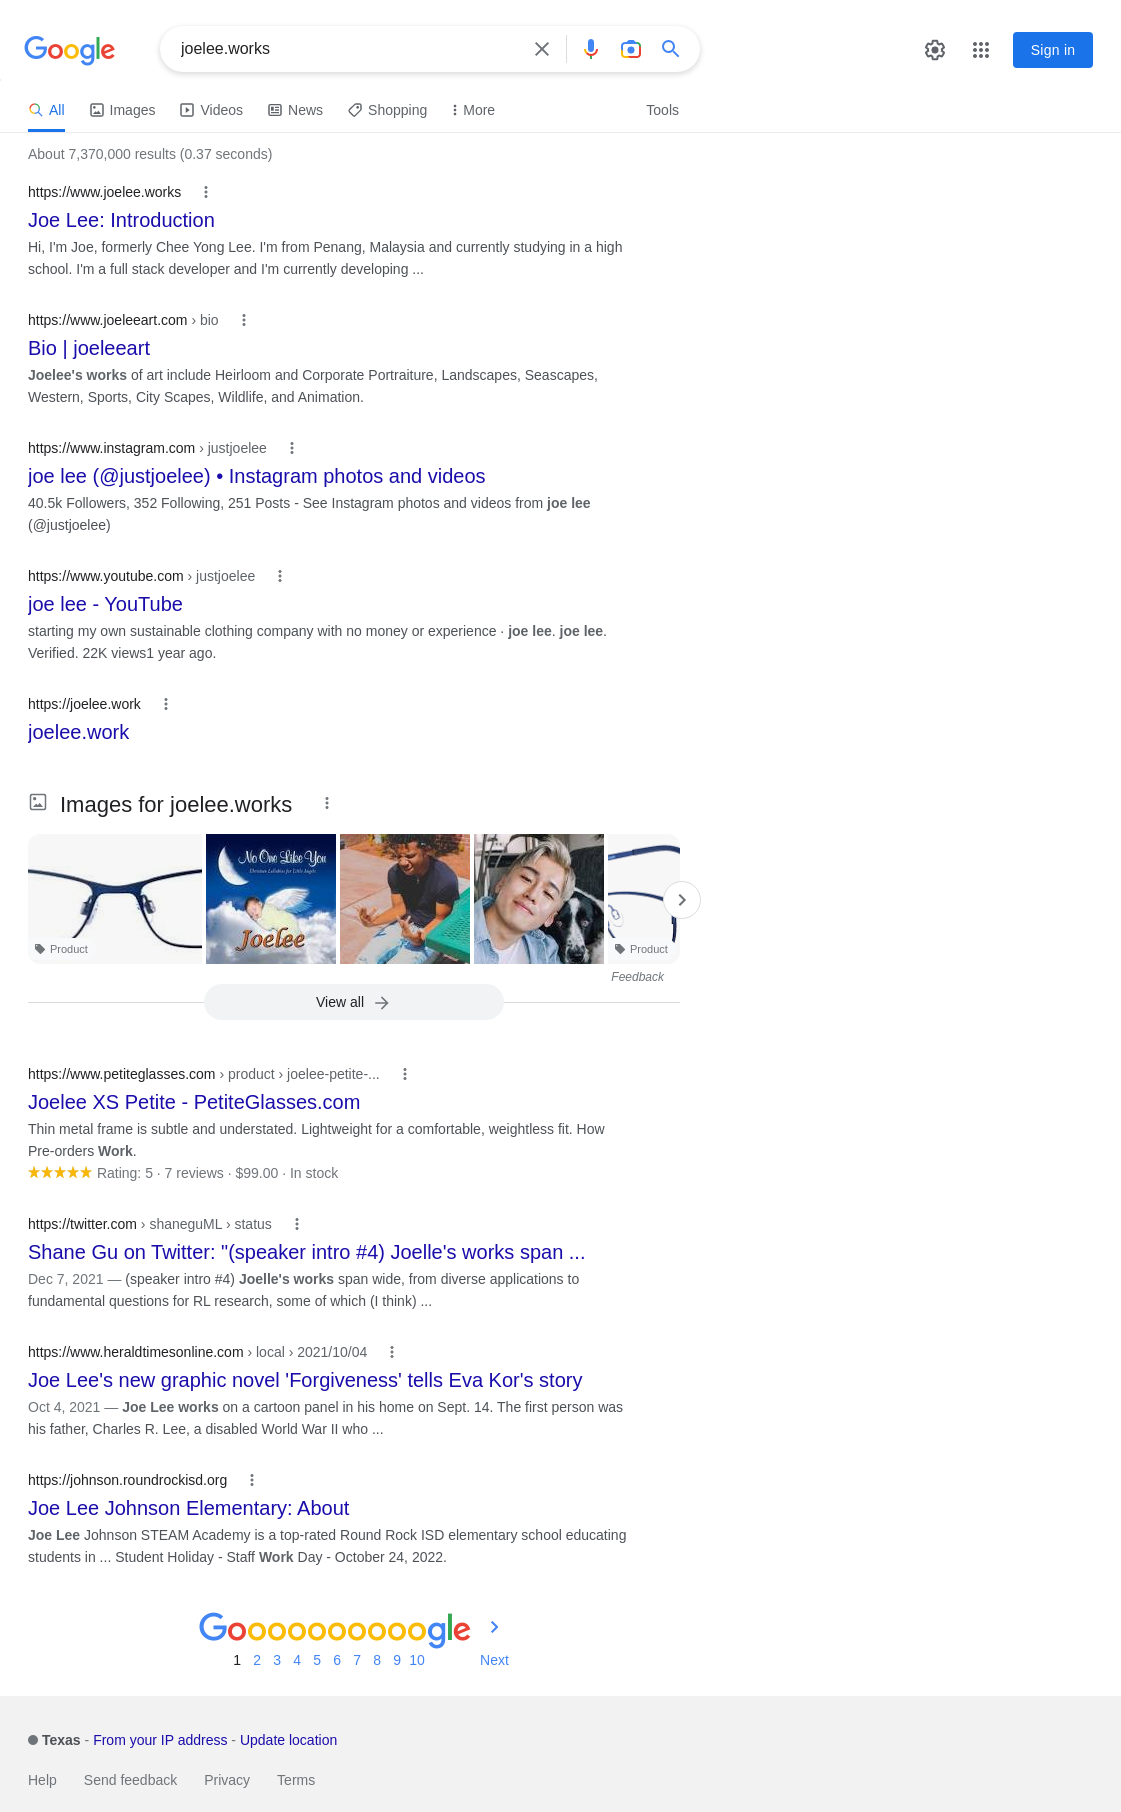 Google
joelee.works
Sign in
All Images Videos News Shopping More Tools
About 7,370,000 results (0.37 seconds)
https://www.joelee.works
Joe Lee: Introduction
Hi, I'm Joe, formerly Chee Yong Lee. I'm from Penang, Malaysia and currently studying in a high
school. I'm a full stack developer and I'm currently developing ...
https://www.joeleeart.com › bio
Bio | joeleeart
Joelee's works of art include Heirloom and Corporate Portraiture, Landscapes, Seascapes,
Western, Sports, City Scapes, Wildlife, and Animation.
https://www.instagram.com › justjoelee
joe lee (@justjoelee) • Instagram photos and videos
40.5k Followers, 352 Following, 251 Posts - See Instagram photos and videos from joe lee
(@justjoelee)
https://www.youtube.com › justjoelee
joe lee - YouTube
starting my own sustainable clothing company with no money or experience · joe lee. joe lee.
Verified. 22K views1 year ago.
https://joelee.work
joelee.work
Images for joelee.works
No One Like You
Christian Lullabies for Little Angels
Joelee
Product
Product
Feedback
View all
https://www.petiteglasses.com › product › joelee-petite-...
Joelee XS Petite - PetiteGlasses.com
Thin metal frame is subtle and understated. Lightweight for a comfortable, weightless fit. How
Pre-orders Work.
Rating: 5 · 7 reviews · $99.00 · In stock
https://twitter.com › shaneguML › status
Shane Gu on Twitter: "(speaker intro #4) Joelle's works span ...
Dec 7, 2021 — (speaker intro #4) Joelle's works span wide, from diverse applications to
fundamental questions for RL research, some of which (I think) ...
https://www.heraldtimesonline.com › local › 2021/10/04
Joe Lee's new graphic novel 'Forgiveness' tells Eva Kor's story
Oct 4, 2021 — Joe Lee works on a cartoon panel in his home on Sept. 14. The first person was
his father, Charles R. Lee, a disabled World War II who ...
https://johnson.roundrockisd.org
Joe Lee Johnson Elementary: About
Joe Lee Johnson STEAM Academy is a top-rated Round Rock ISD elementary school educating
students in ... Student Holiday - Staff Work Day - October 24, 2022.
Goooooooooogle
1 2 3 4 5 6 7 8 9 10 Next
Texas - From your IP address - Update location
Help Send feedback Privacy Terms